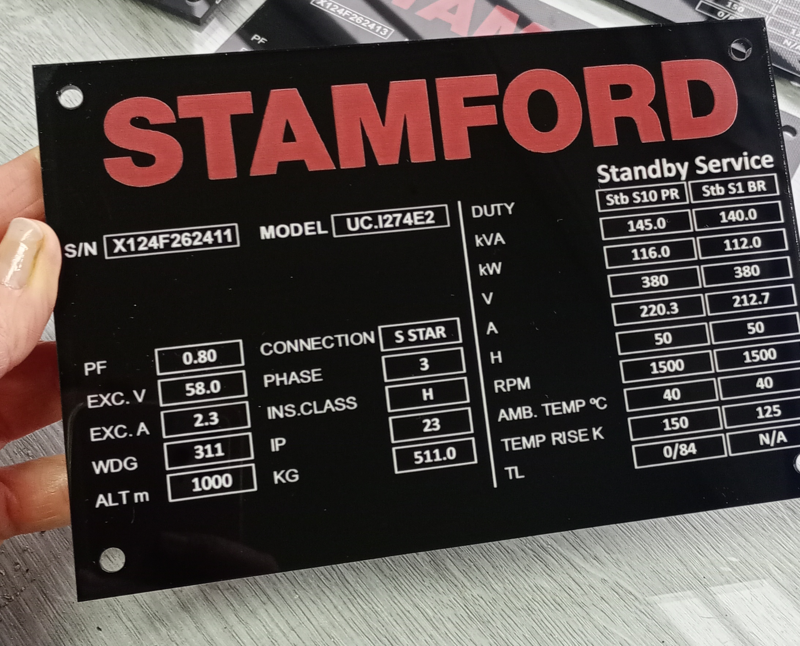 X124F262413
PF
150
STAMFORD
Standby Service
S/N X124F262411 MODEL UC.I274E2
DUTY Stb S10 PR Stb S1 BR
kVA 145.0 140.0
kW 116.0 112.0
V 380 380
A 220.3 212.7
H 50 50
RPM 1500 1500
AMB. TEMP ºC 40 40
TEMP RISE K 150 125
TL 0/84 N/A
PF 0.80 CONNECTION S STAR
EXC. V 58.0 PHASE 3
EXC. A 2.3 INS.CLASS H
WDG 311 IP 23
ALT m 1000 KG 511.0